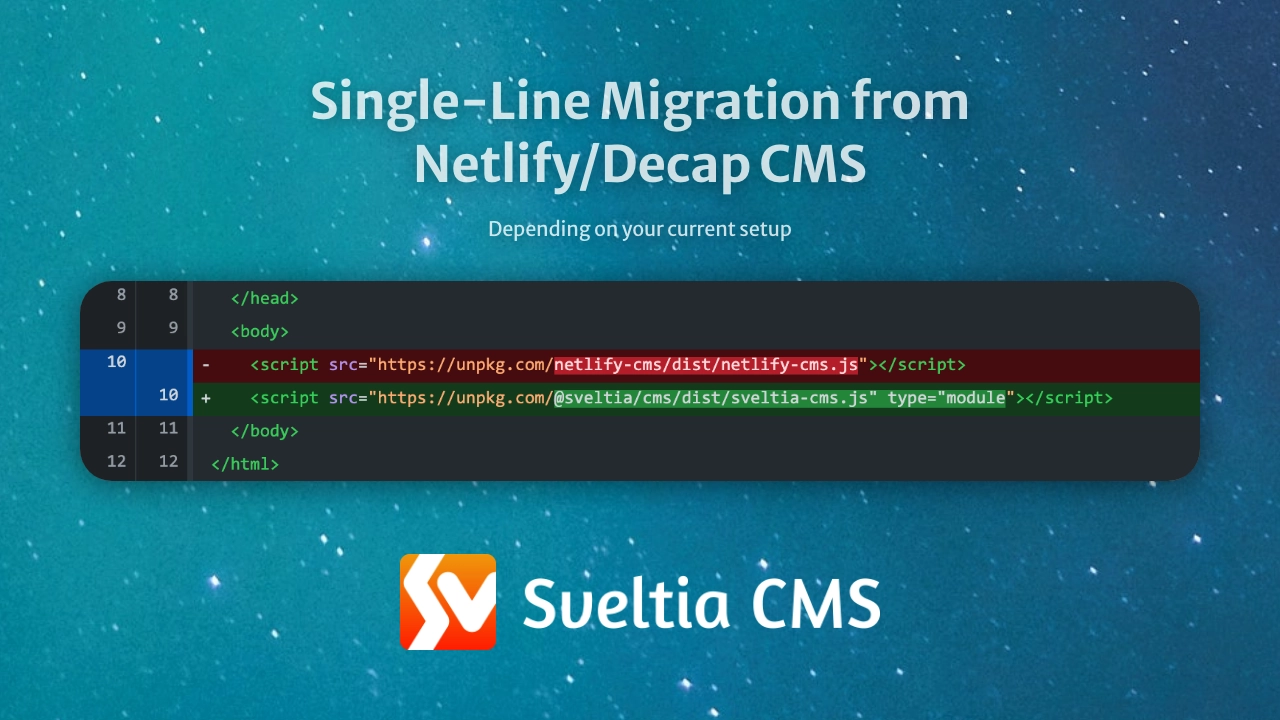 Single-Line Migration from
Netlify/Decap CMS
Depending on your current setup
8 8 </head>
9 9 <body>
10 - <script src="https://unpkg.com/netlify-cms/dist/netlify-cms.js"></script>
10 + <script src="https://unpkg.com/@sveltia/cms/dist/sveltia-cms.js" type="module"></script>
11 11 </body>
12 12 </html>
Sveltia CMS